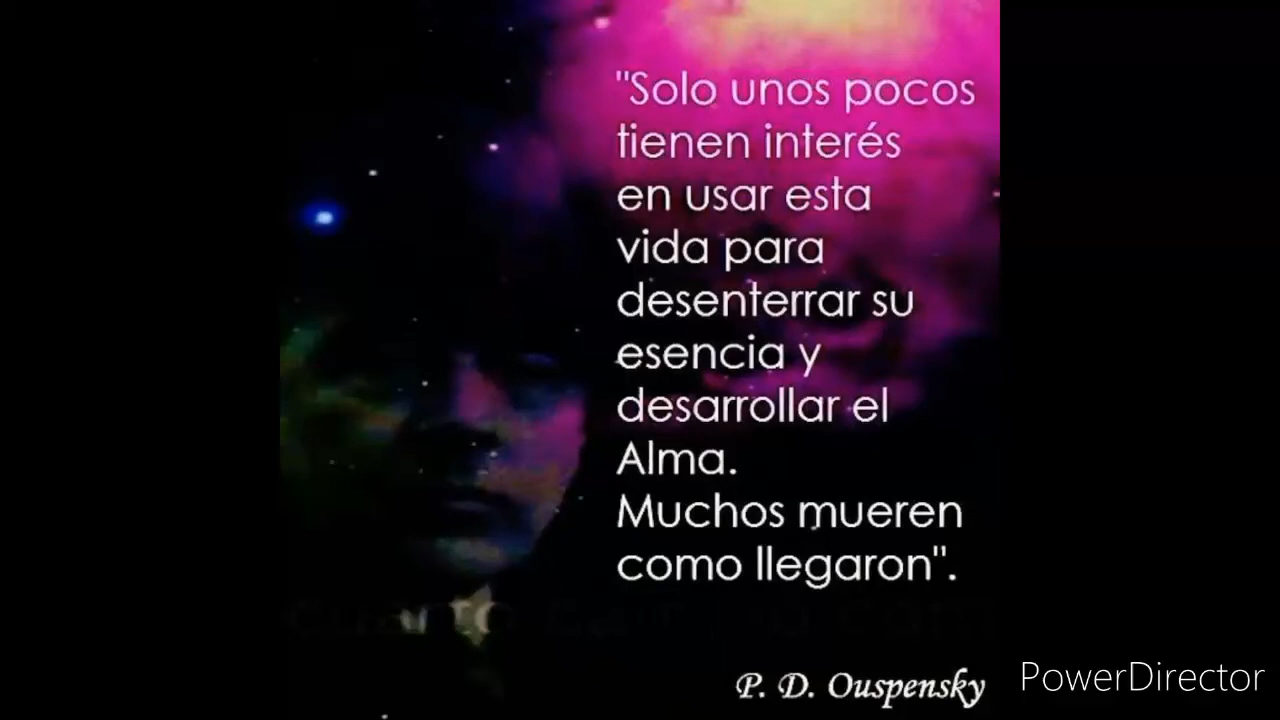 "Solo unos pocos
tienen interés
en usar esta
vida para
desenterrar su
esencia y
desarrollar el
Alma.
Muchos mueren
como llegaron".
cuarto
P. D. Ouspensky
PowerDirector